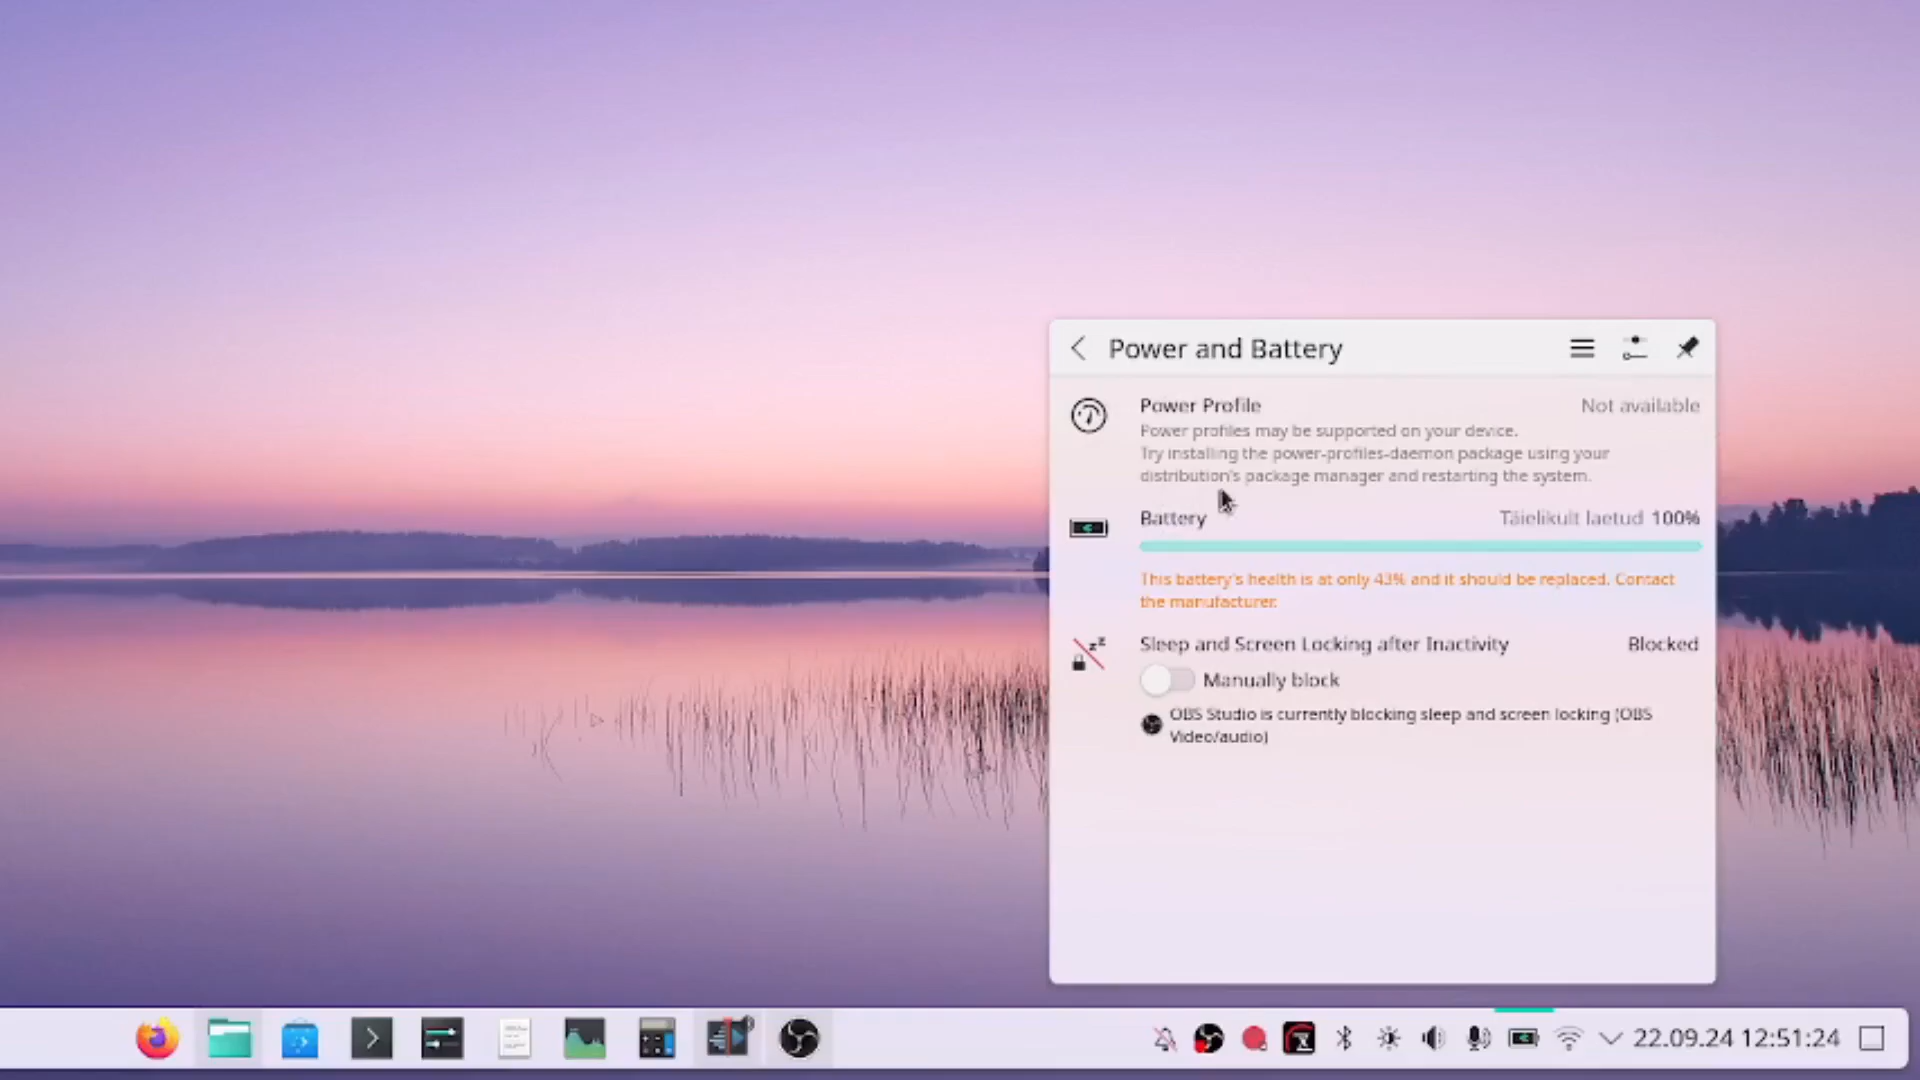 Power and Battery
Power Profile
Not available
Power profiles may be supported on your device.
Try installing the power-profiles-daemon package using your
distribution's package manager and restarting the system.
Battery
Täielikult laetud 100%
This battery's health is at only 43% and it should be replaced. Contact
the manufacturer.
Sleep and Screen Locking after Inactivity
Blocked
Manually block
OBS Studio is currently blocking sleep and screen locking (OBS
Video/audio)
22.09.24 12:51:24